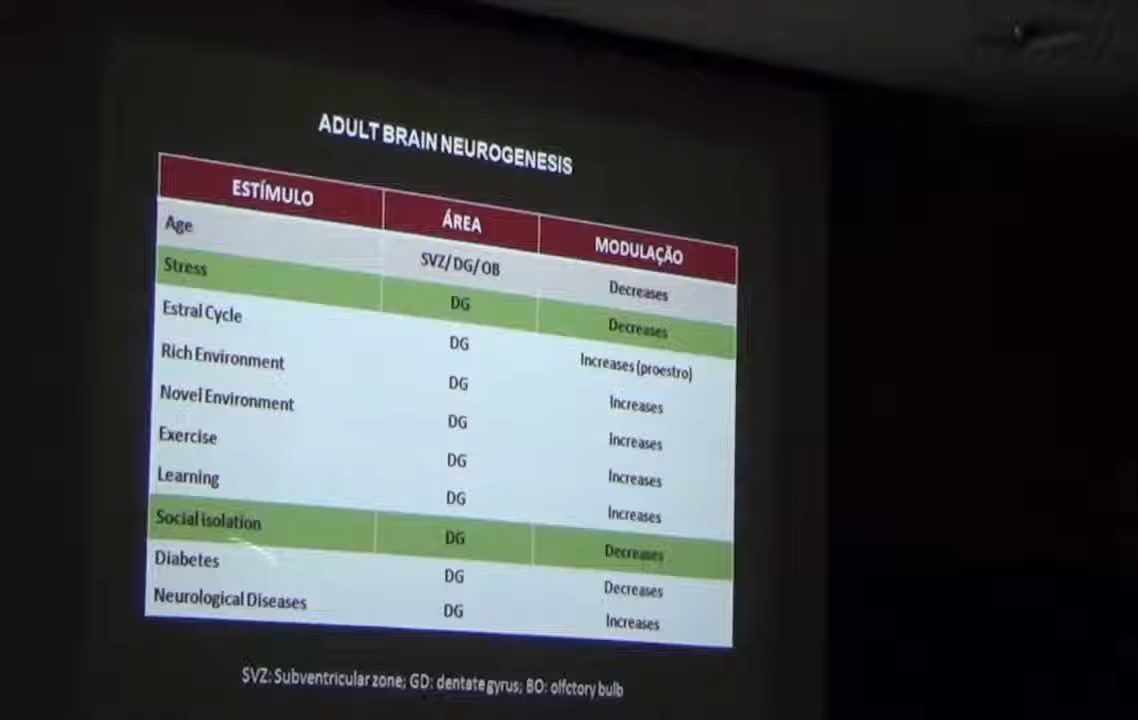 ADULT BRAIN NEUROGENESIS
ESTÍMULO ÁREA MODULAÇÃO
Age SVZ/DG/OB Decreases
Stress DG Decreases
Estral Cycle DG Increases (proestro)
Rich Environment DG Increases
Novel Environment DG Increases
Exercise DG Increases
Learning DG Increases
Social isolation DG Decreases
Diabetes DG Decreases
Neurological Diseases DG Increases
SVZ: Subventricular zone; GD: dentate gyrus; BO: olfctory bulb